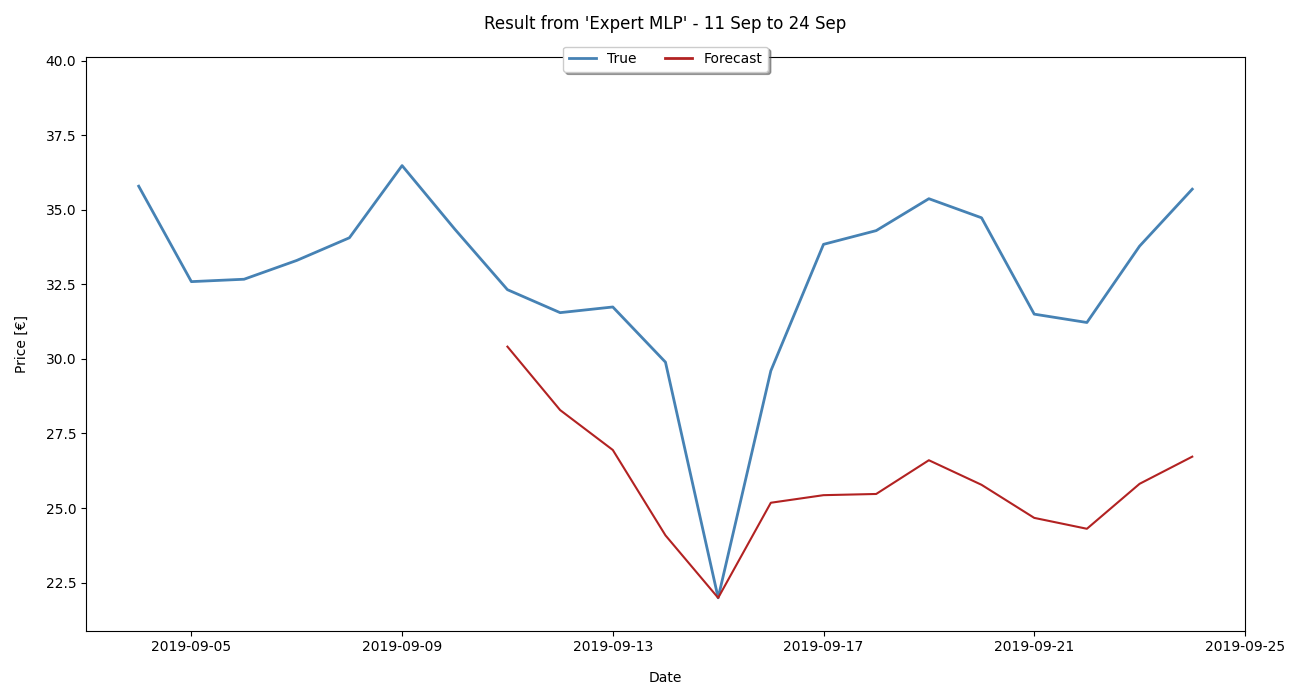 Result from 'Expert MLP' - 11 Sep to 24 Sep
True Forecast
40.0
37.5
35.0
32.5
30.0
27.5
25.0
22.5
Price [€]
2019-09-05 2019-09-09 2019-09-13 2019-09-17 2019-09-21 2019-09-25
Date